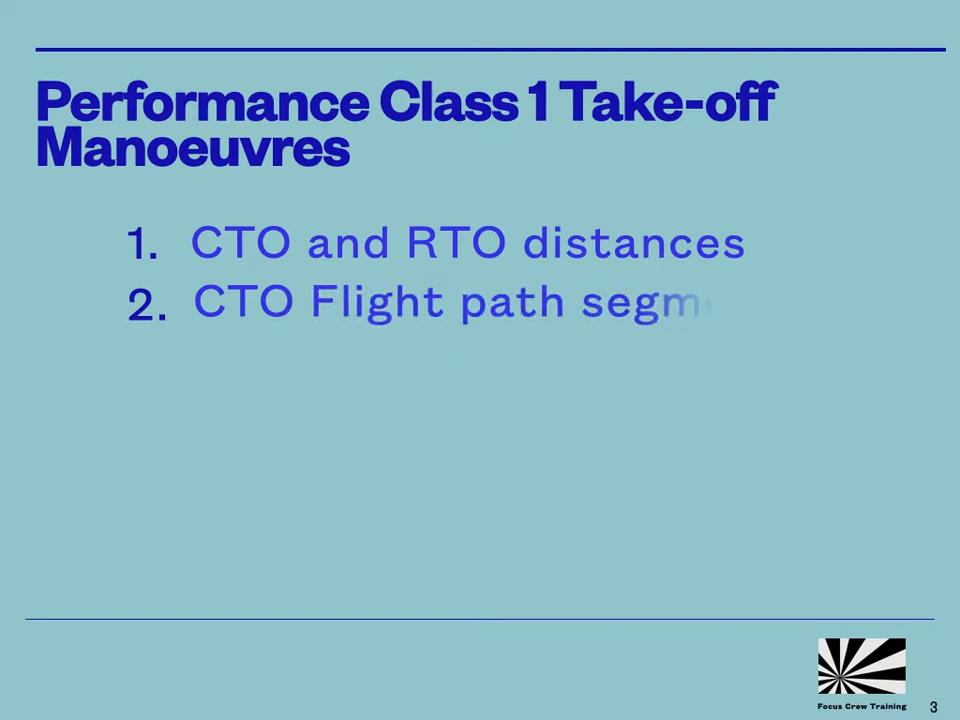 Performance Class 1 Take-off
Manoeuvres
1. CTO and RTO distances
2. CTO Flight path
Focus Crew Training
3